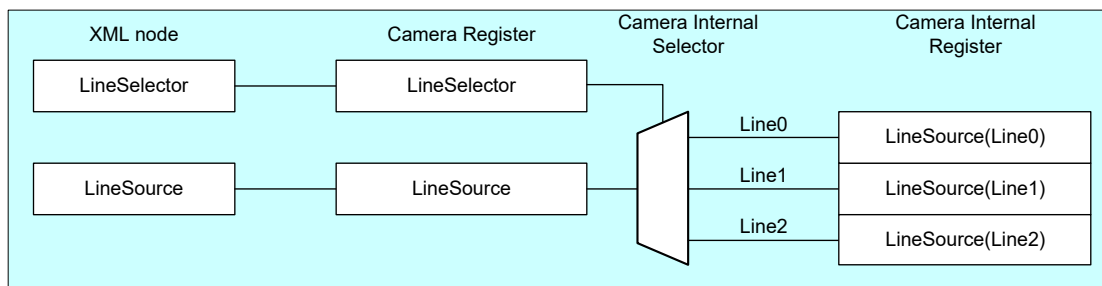 XML node
Camera Register
Camera Internal
Selector
Camera Internal
Register
LineSelector
LineSelector
Line0
LineSource(Line0)
LineSource
LineSource
Line1
LineSource(Line1)
Line2
LineSource(Line2)